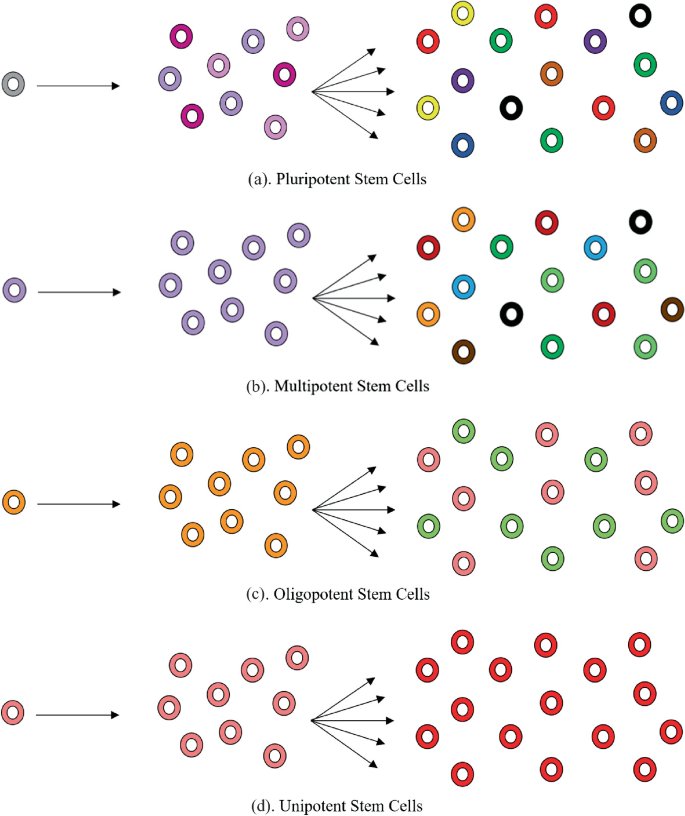 (a). Pluripotent Stem Cells
(b). Multipotent Stem Cells
(c). Oligopotent Stem Cells
(d). Unipotent Stem Cells